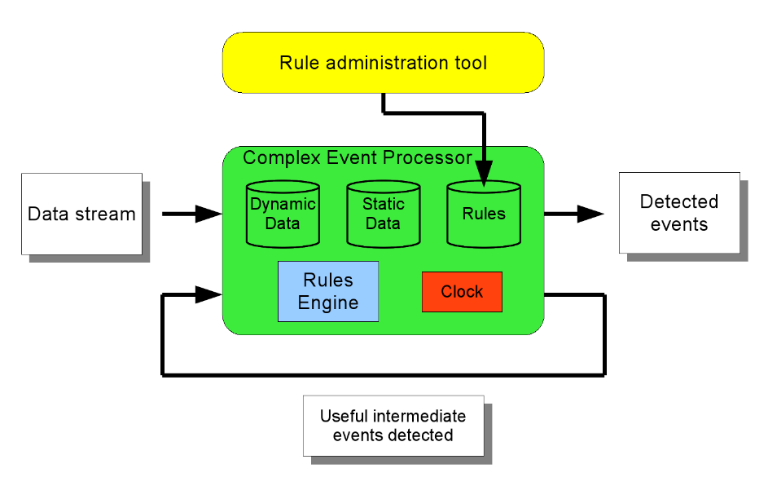 Rule administration tool
Complex Event Processor
Data stream
Dynamic
Data
Static
Data
Rules
Detected
events
Rules
Engine
Clock
Useful intermediate
events detected